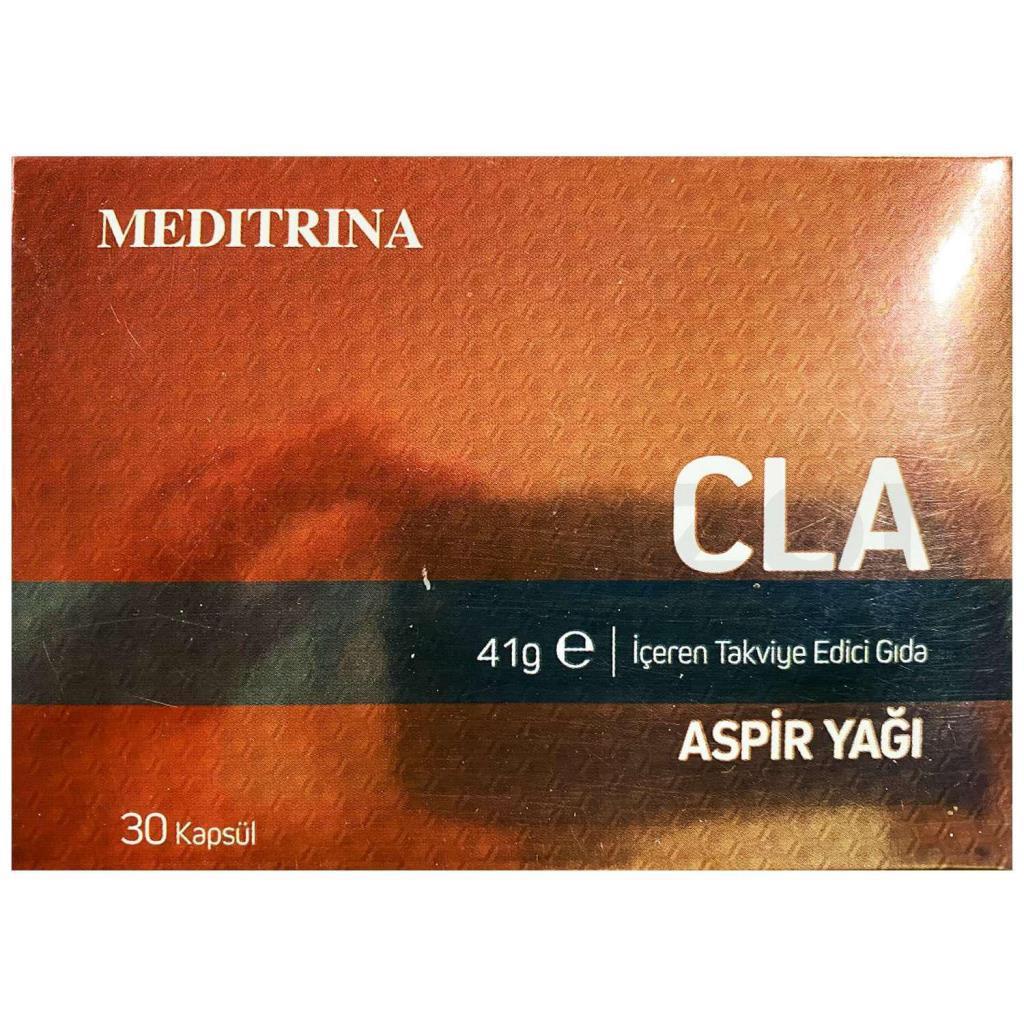 MEDITRINA
CLA
41g ℮ | İçeren Takviye Edici Gıda
ASPİR YAĞI
30 Kapsül